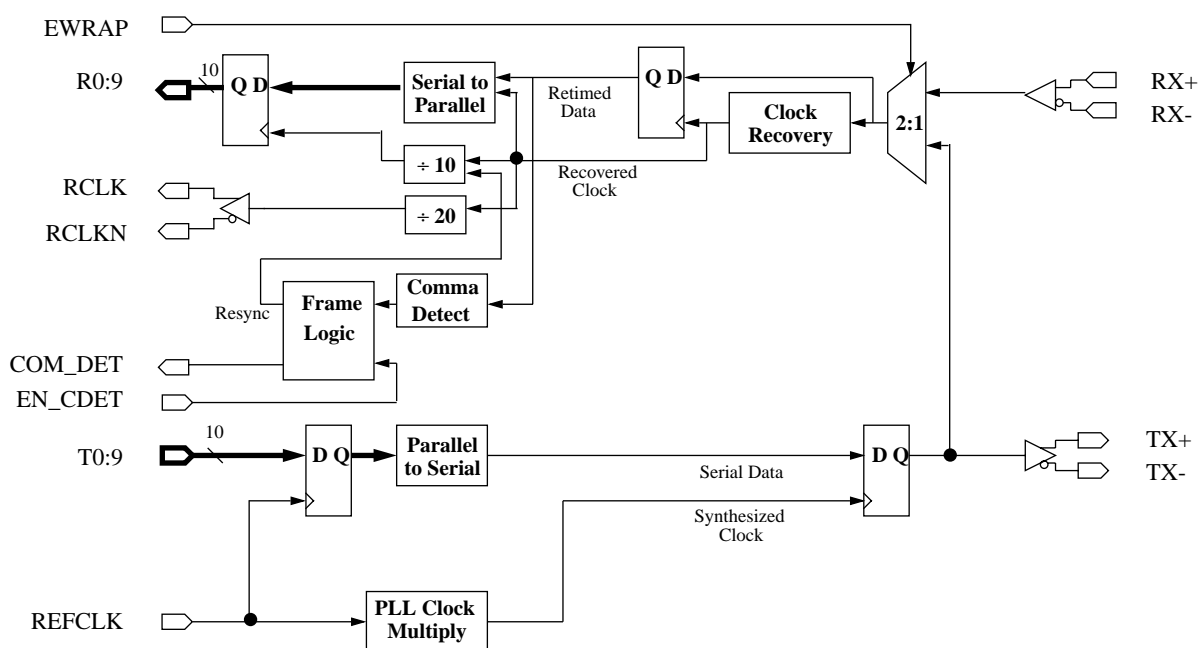 EWRAP
R0:9
10
Q D
Serial to
Parallel
Retimed
Data
Q D
Clock
Recovery
2:1
RX+
RX-
÷ 10
Recovered
Clock
RCLK
RCLKN
÷ 20
Resync
Frame
Logic
Comma
Detect
COM_DET
EN_CDET
T0:9
10
D Q
Parallel
to Serial
Serial Data
D Q
TX+
TX-
Synthesized
Clock
REFCLK
PLL Clock
Multiply